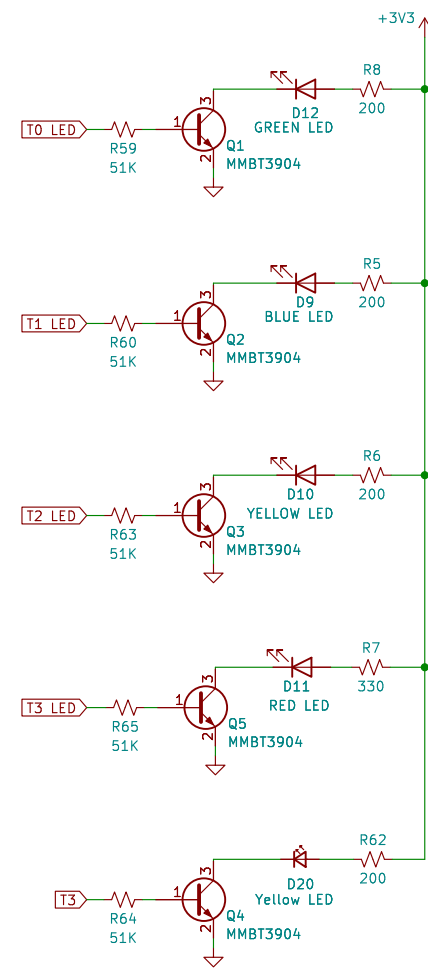 +3V3
R8
200
D12
GREEN LED
3
T0 LED
1
R59
51K
2
Q1
MMBT3904
R5
200
D9
BLUE LED
3
T1 LED
1
R60
51K
2
Q2
MMBT3904
R6
200
D10
YELLOW LED
3
T2 LED
1
R63
51K
2
Q3
MMBT3904
R7
330
D11
RED LED
3
T3 LED
1
R65
51K
2
Q5
MMBT3904
R62
200
D20
Yellow LED
3
T3
1
R64
51K
2
Q4
MMBT3904